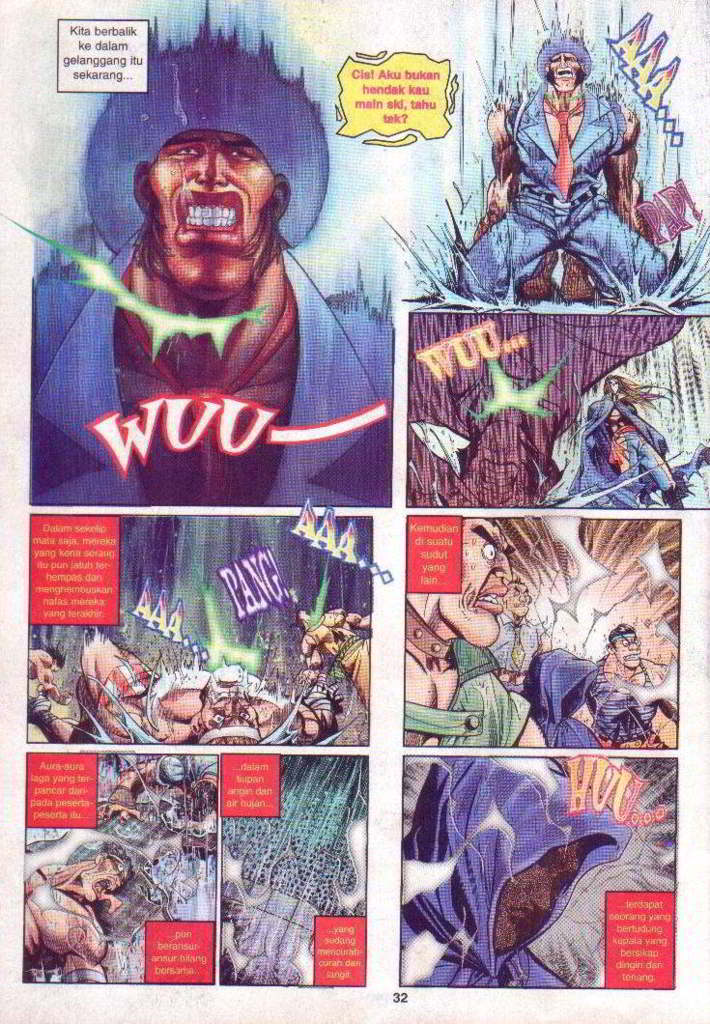 Kita berbalik
ke dalam
gelanggang itu
sekarang...
Cis! Aku bukan
hendak kau
main ski, tahu
tak?
AAA...
PAP!
WUU
WUU...
Dalam sekelip
mata saja, mereka
yang kena serang
itu pun jatuh ter-
hempas dan
menghembuskan
nafas mereka
yang terakhir.
AAA...
PANG!
AAA...
Kemudian
di suatu
sudut
yang
lain...
Aura-aura
laga yang ter-
pancar dari-
pada peserta-
peserta itu...
...pun
beransur-
ansur hilang
bersama...
...dalam
tiupan
angin dan
air hujan...
...yang
sedang
mencurah-
curah dari
langit.
HUU...
...terdapat
seorang yang
bertudung
kepala yang
bersikap
dingin dan
tenang.
32